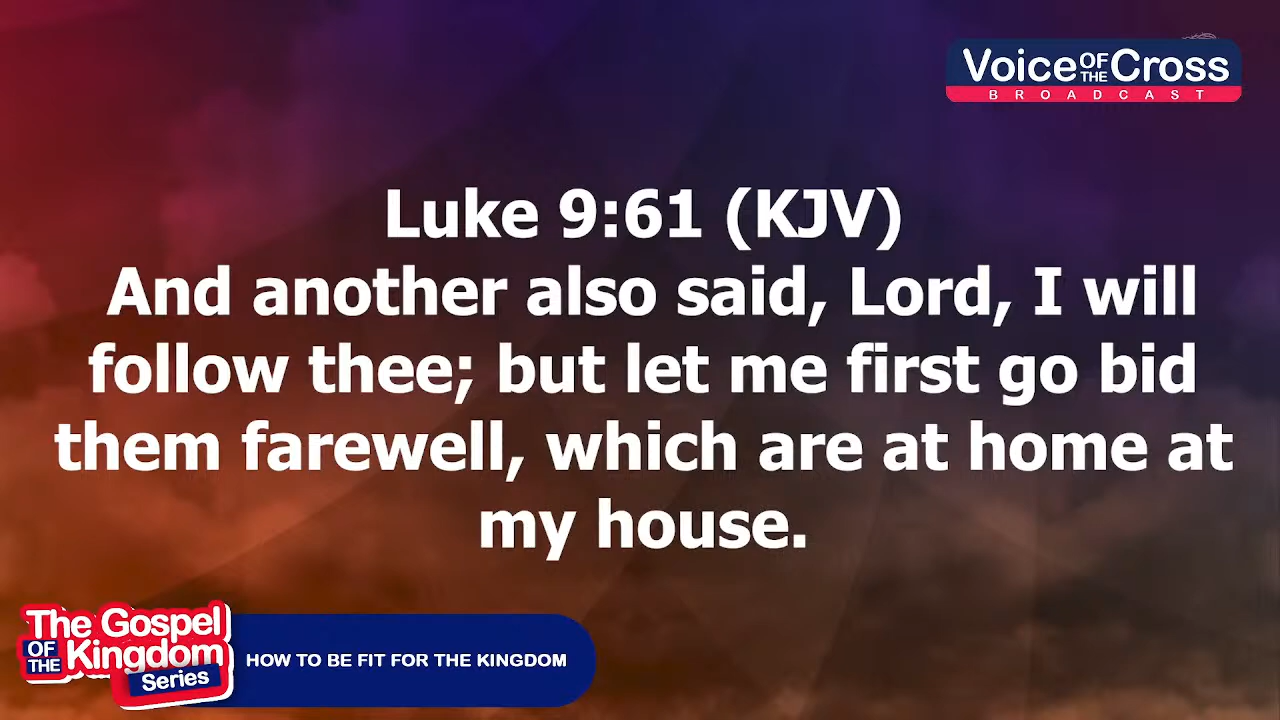 Voice OF THE Cross
BROADCAST
Luke 9:61 (KJV)
And another also said, Lord, I will
follow thee; but let me first go bid
them farewell, which are at home at
my house.
The Gospel
OF THE Kingdom
Series
HOW TO BE FIT FOR THE KINGDOM